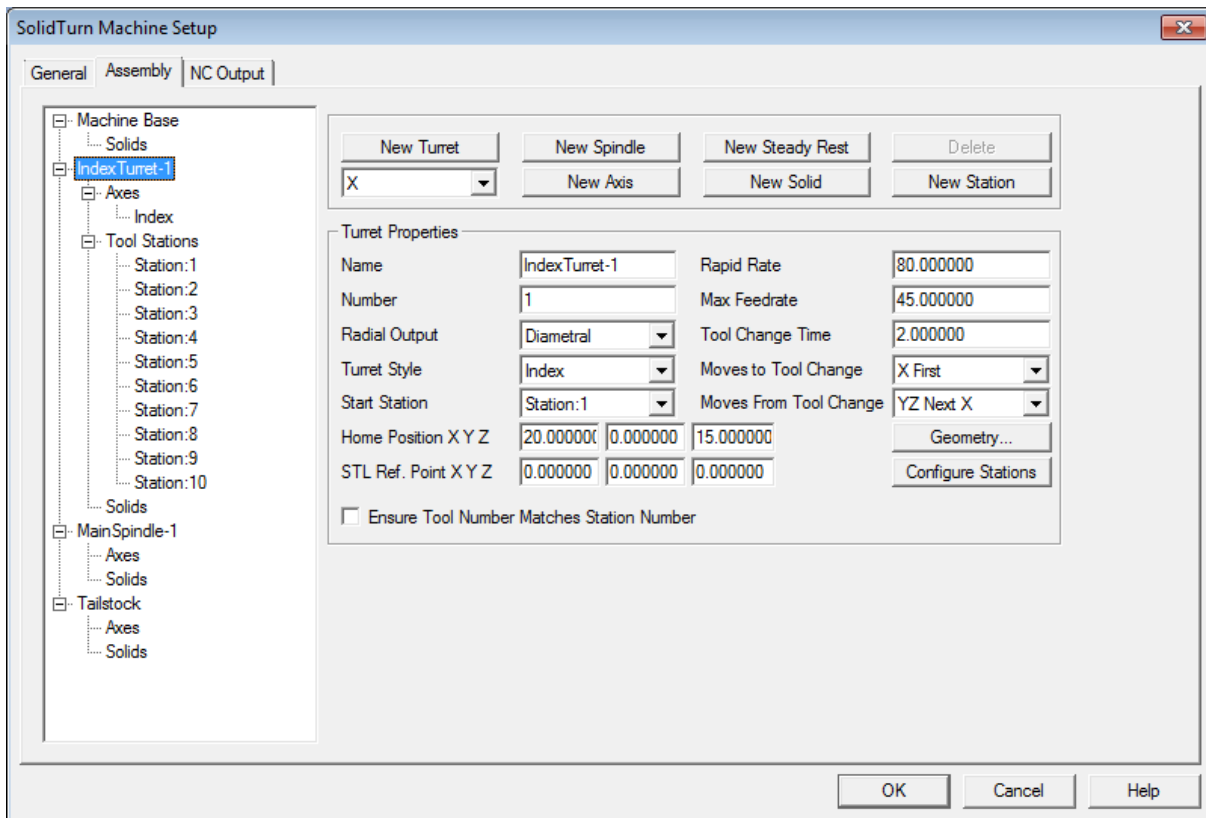 SolidTurn Machine Setup
General Assembly NC Output
Machine Base
Solids
IndexTurret-1
Axes
Index
Tool Stations
Station:1
Station:2
Station:3
Station:4
Station:5
Station:6
Station:7
Station:8
Station:9
Station:10
Solids
MainSpindle-1
Axes
Solids
Tailstock
Axes
Solids
New Turret New Spindle New Steady Rest Delete
X New Axis New Solid New Station
Turret Properties
Name IndexTurret-1 Rapid Rate 80.000000
Number 1 Max Feedrate 45.000000
Radial Output Diametral Tool Change Time 2.000000
Turret Style Index Moves to Tool Change X First
Start Station Station:1 Moves From Tool Change YZ Next X
Home Position X Y Z 20.000000 0.000000 15.000000 Geometry...
STL Ref. Point X Y Z 0.000000 0.000000 0.000000 Configure Stations
Ensure Tool Number Matches Station Number
OK Cancel Help